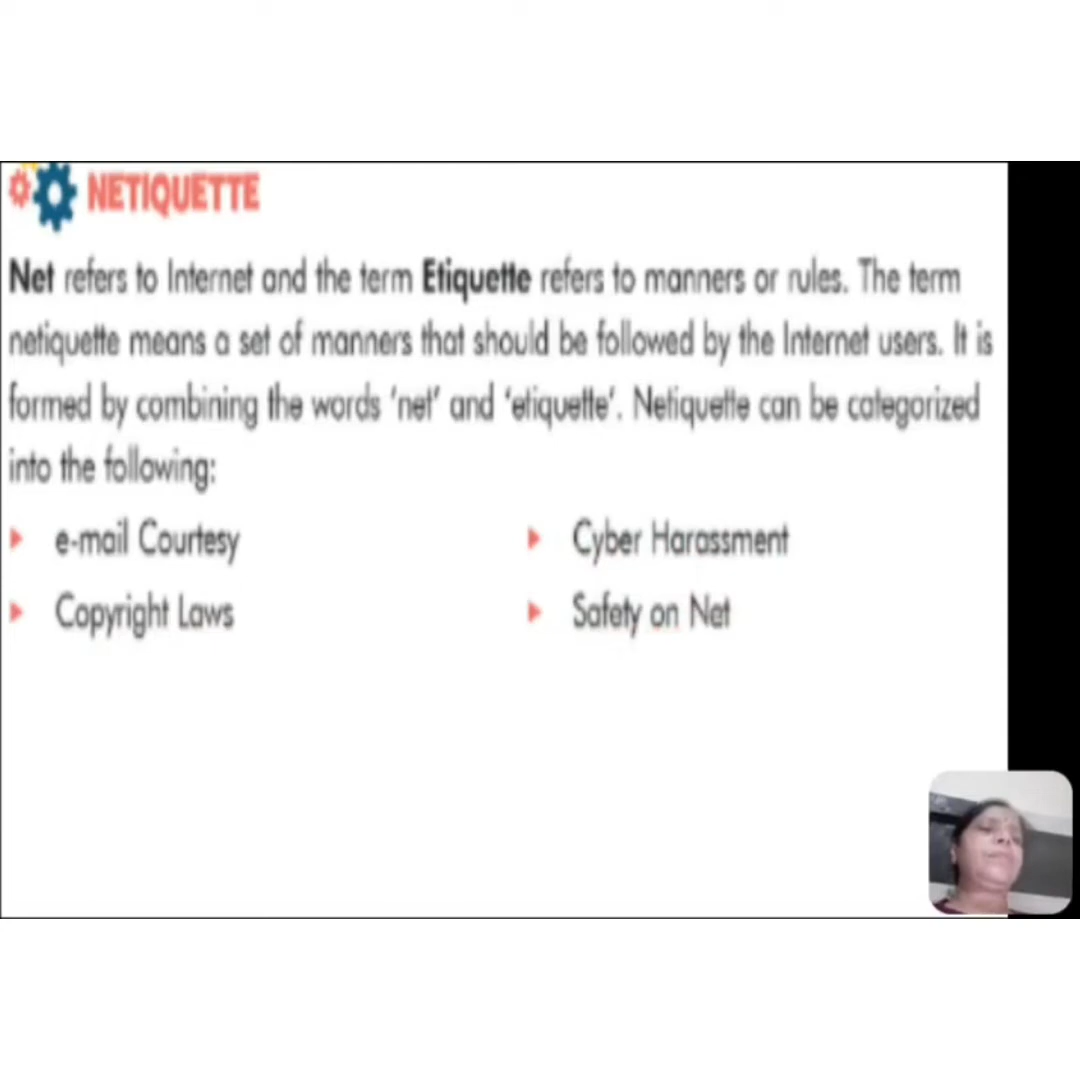 NETIQUETTE
Net refers to Internet and the term Etiquette refers to manners or rules. The term
netiquette means a set of manners that should be followed by the Internet users. It is
formed by combining the words ‘net’ and ‘etiquette’. Netiquette can be categorized
into the following:
e-mail Courtesy
Cyber Harassment
Copyright Laws
Safety on Net